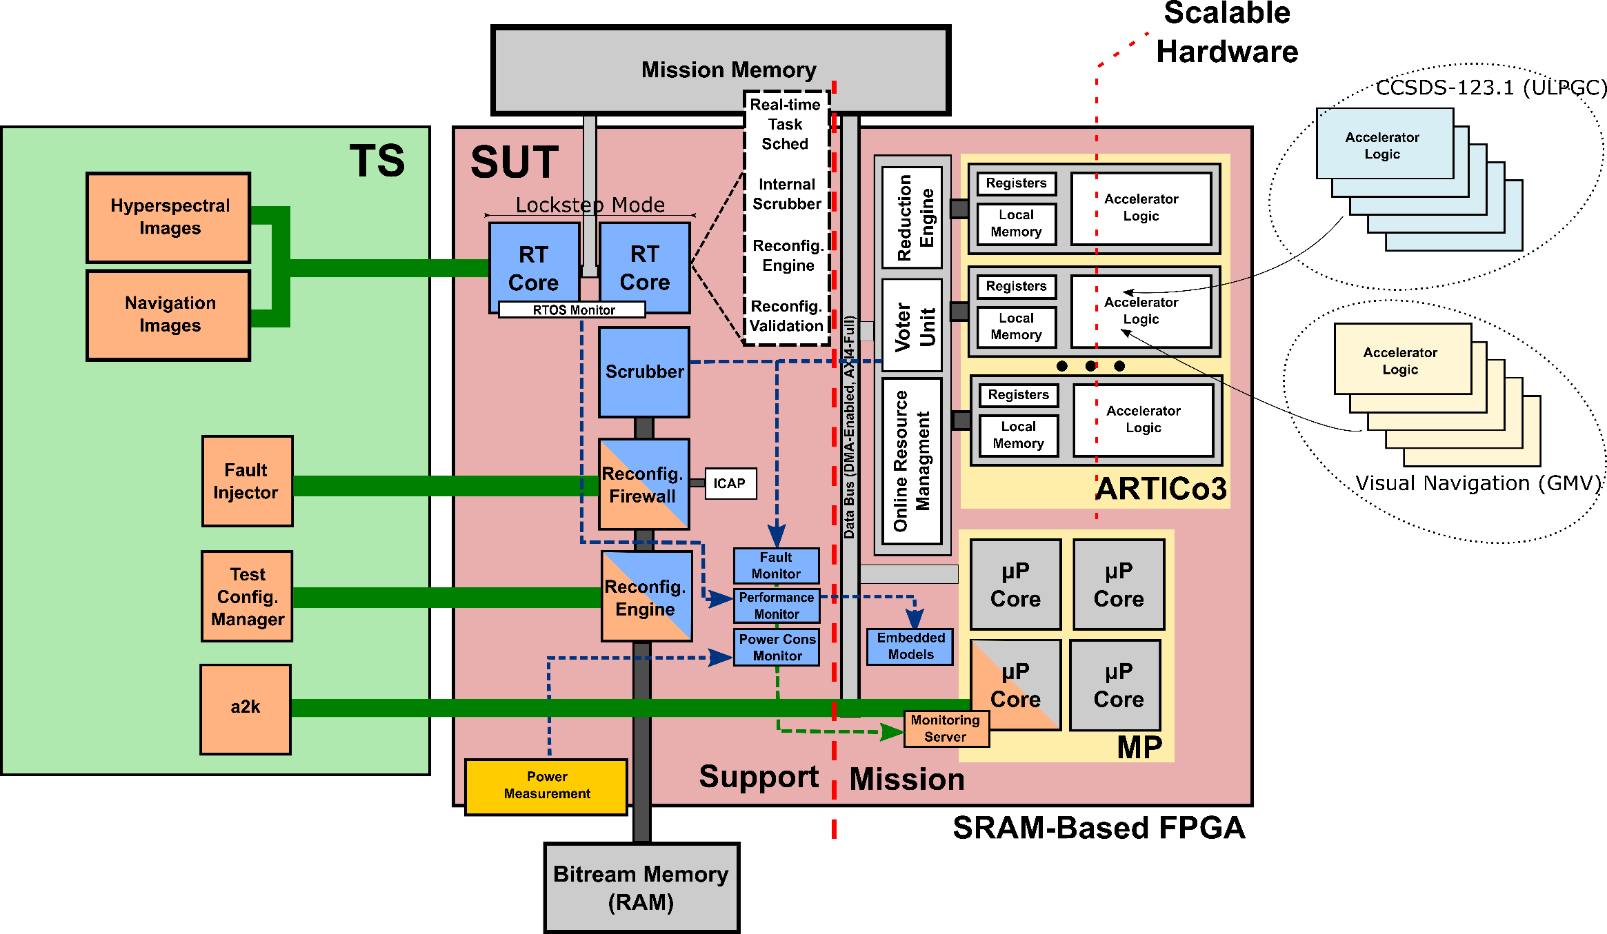 Scalable
Hardware
Mission Memory
CCSDS-123.1 (ULPGC)
Accelerator
Logic
TS
Hyperspectral
Images
Navigation
Images
Fault
Injector
Test
Config.
Manager
a2k
SUT
Lockstep Mode
RT
Core
RT
Core
RTOS Monitor
Real-time
Task
Sched
Internal
Scrubber
Reconfig.
Engine
Reconfig.
Validation
Scrubber
Reconfig.
Firewall
ICAP
Reconfig.
Engine
Fault
Monitor
Performance
Monitor
Power Cons
Monitor
Embedded
Models
Power
Measurement
Support
Mission
Data Bus (DMA-Enabled, AXI4-Full)
Reduction
Engine
Voter
Unit
Online Resource
Managment
Registers
Local
Memory
Accelerator
Logic
Registers
Local
Memory
Accelerator
Logic
Registers
Local
Memory
Accelerator
Logic
ARTICo3
Accelerator
Logic
Visual Navigation (GMV)
µP
Core
µP
Core
µP
Core
µP
Core
Monitoring
Server
MP
SRAM-Based FPGA
Bitream Memory
(RAM)